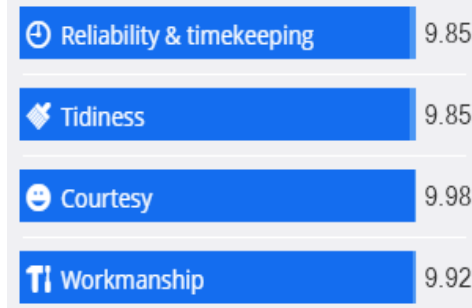 Reliability & timekeeping 9.85
Tidiness 9.85
Courtesy 9.98
Workmanship 9.92